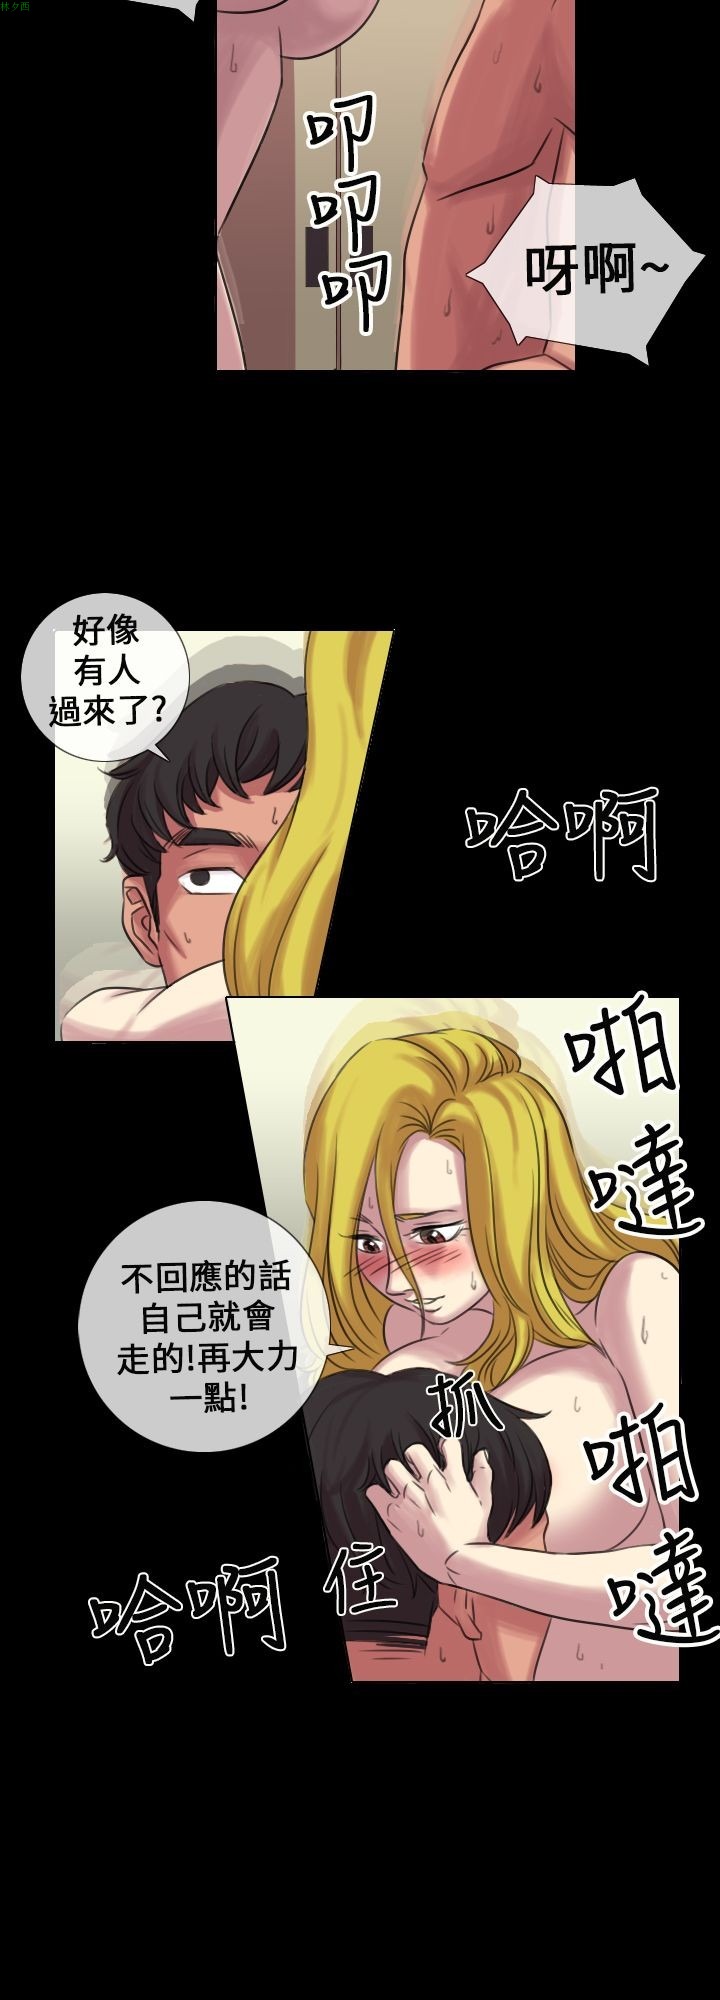 林夕西
叩
叩
叩
呀啊~
好像
有人
過來了?
哈啊
啪
噠
不回應的話
自己就會
走的!再大力
一點!
抓
住
啪
噠
哈啊